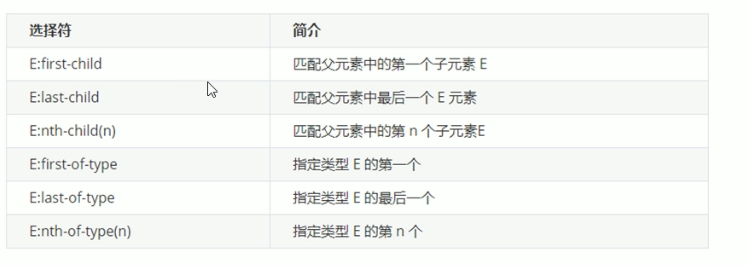 选择符 简介
E:first-child 匹配父元素中的第一个子元素 E
E:last-child 匹配父元素中最后一个 E 元素
E:nth-child(n) 匹配父元素中的第 n 个子元素E
E:first-of-type 指定类型 E 的第一个
E:last-of-type 指定类型 E 的最后一个
E:nth-of-type(n) 指定类型 E 的第 n 个